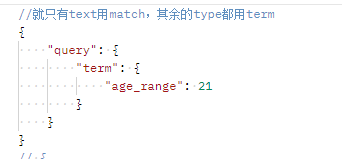 //就只有text用match，其余的type都用term
{
    "query": {
        "term": {
            "age_range": 21
        }
    }
}